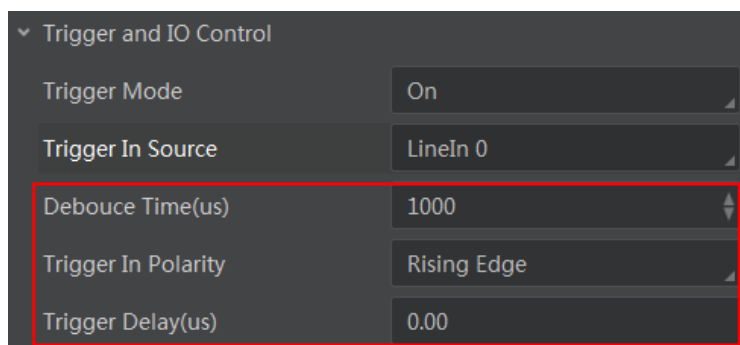 Trigger and IO Control
Trigger Mode On
Trigger In Source LineIn 0
Debouce Time(us) 1000
Trigger In Polarity Rising Edge
Trigger Delay(us) 0.00